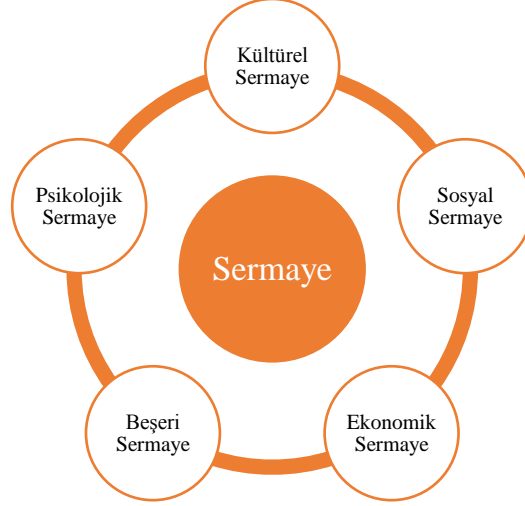 Kültürel
Sermaye
Psikolojik
Sermaye
Sosyal
Sermaye
Sermaye
Beşeri
Sermaye
Ekonomik
Sermaye